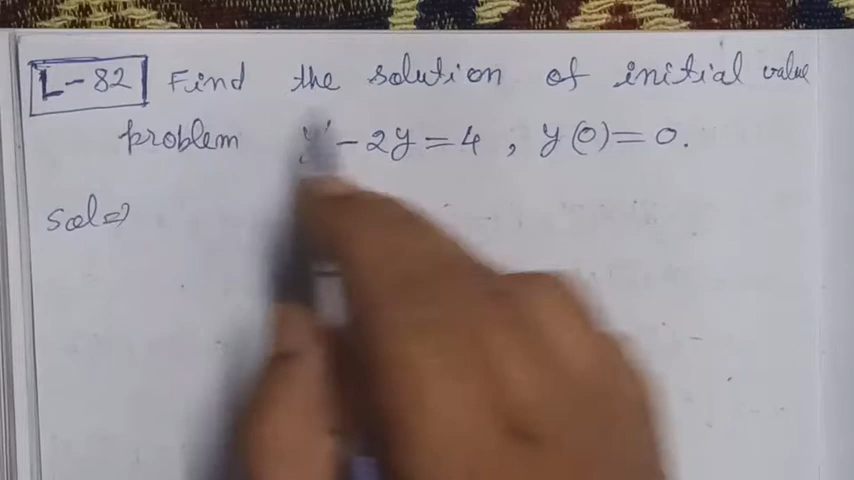 L-82 Find the solution of initial value
problem y' - 2y = 4 , y(0) = 0.
Sol⇒